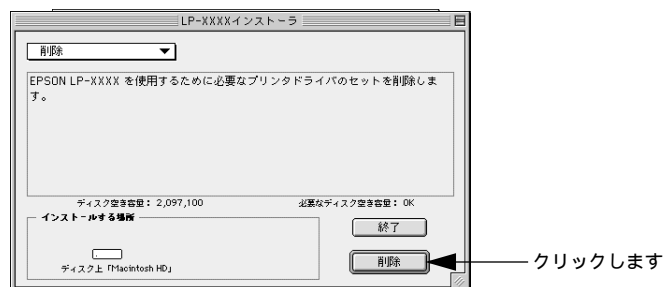 LP-XXXXインストーラ
削除
EPSON LP-XXXX を使用するために必要なプリンタドライバのセットを削除しま
す。
ディスク空き容量： 2,097,100 必要なディスク空き容量： 0K
インストールする場所
ディスク上「Macintosh HD」
終了
削除
クリックします